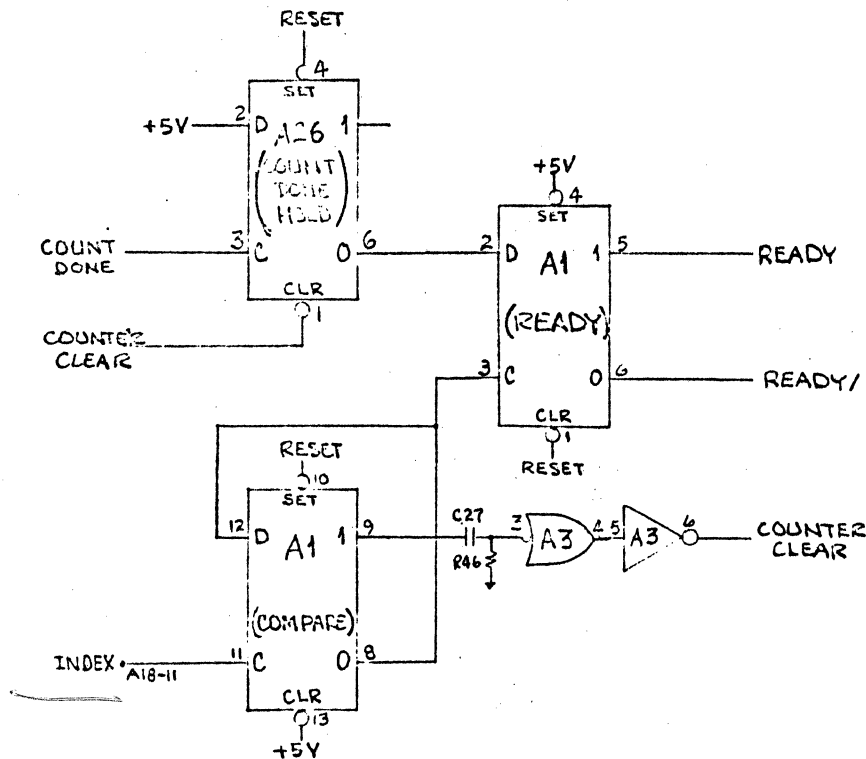 RESET
4
SET
+5V 2 D A26 1
(COUNT
DONE
HOLD)
COUNT
DONE
3 C 0 6
CLR
1
COUNTER
CLEAR
+5V
4
SET
2 D A1 1 5 READY
(READY)
3 C 0 6 READY/
CLR
1
RESET
RESET
10
SET
12 D A1 1 9
(COMPARE)
INDEX A18-11 11 C 0 8
CLR
13
+5V
C27
R46
3 A3 4 5 A3 6
COUNTER
CLEAR